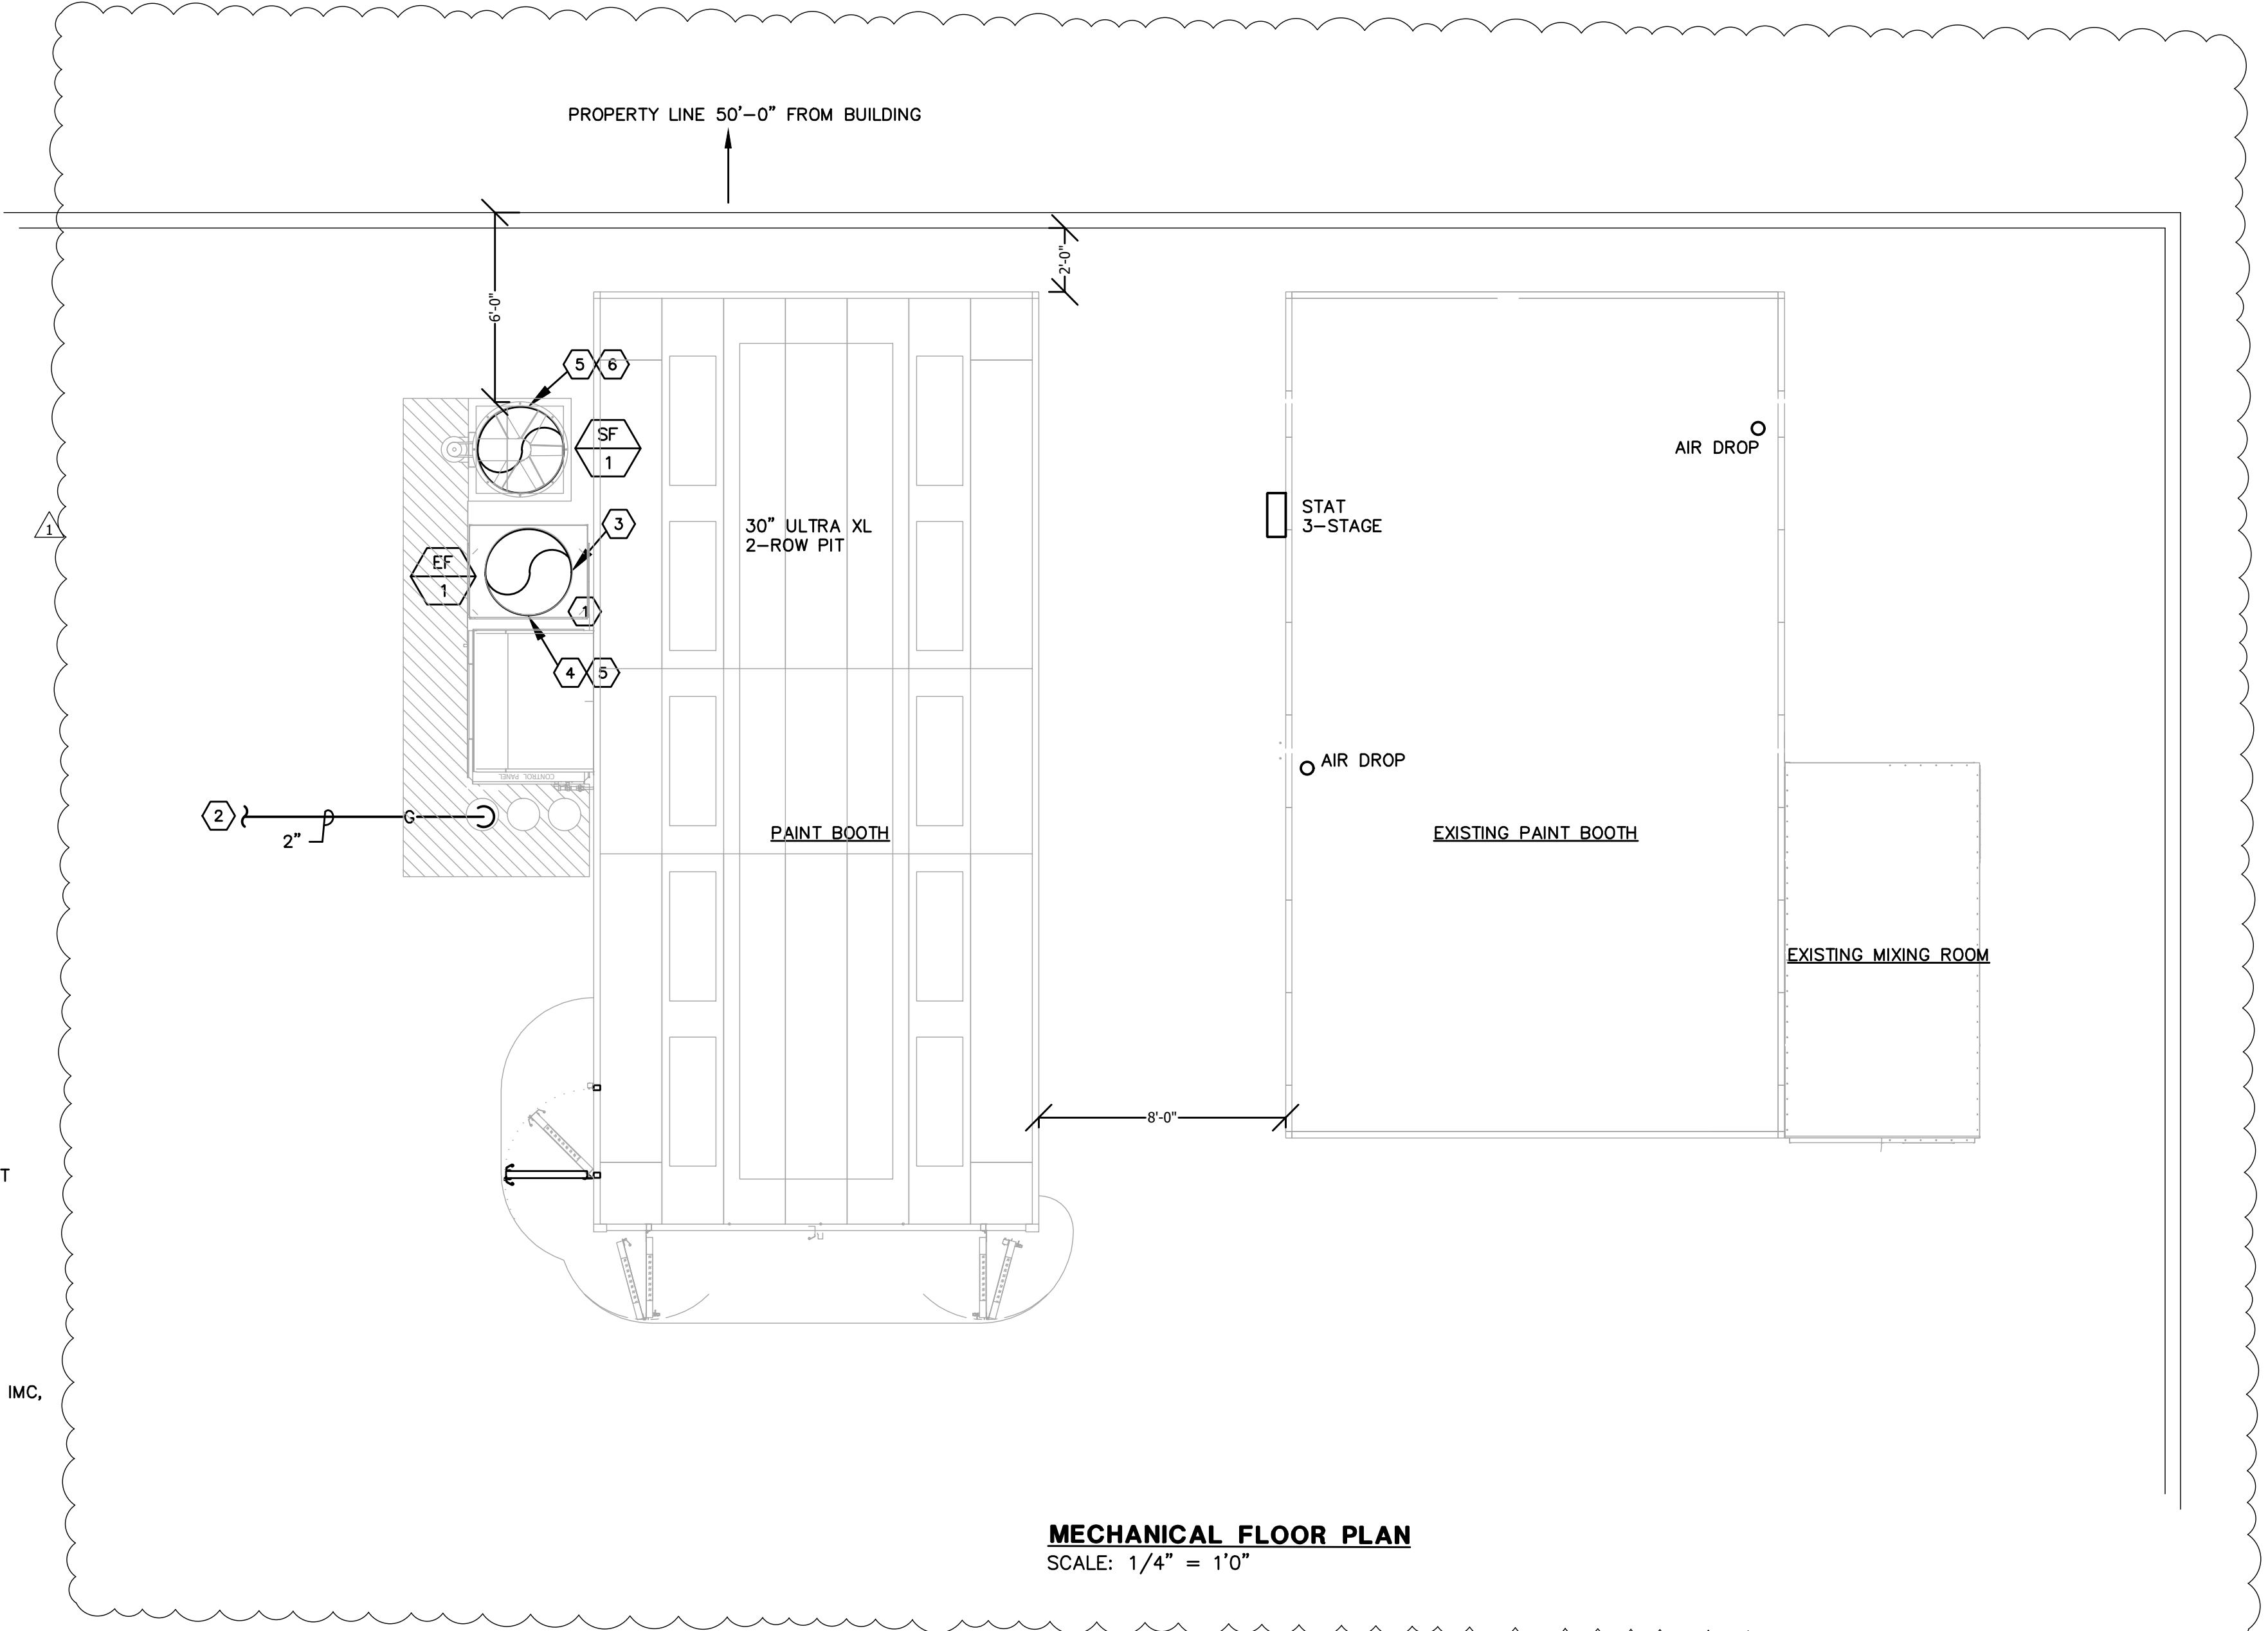 PROPERTY LINE 50'-0" FROM BUILDING
2'-0"
6'-0"
5
6
SF
1
3
EF
1
1
1
4
5
30" ULTRA XL
2-ROW PIT
STAT
3-STAGE
AIR DROP
AIR DROP
CONTROL PANEL
2
G
2"
PAINT BOOTH
EXISTING PAINT BOOTH
EXISTING MIXING ROOM
8'-0"
T
IMC,
MECHANICAL FLOOR PLAN
SCALE: 1/4" = 1'0"